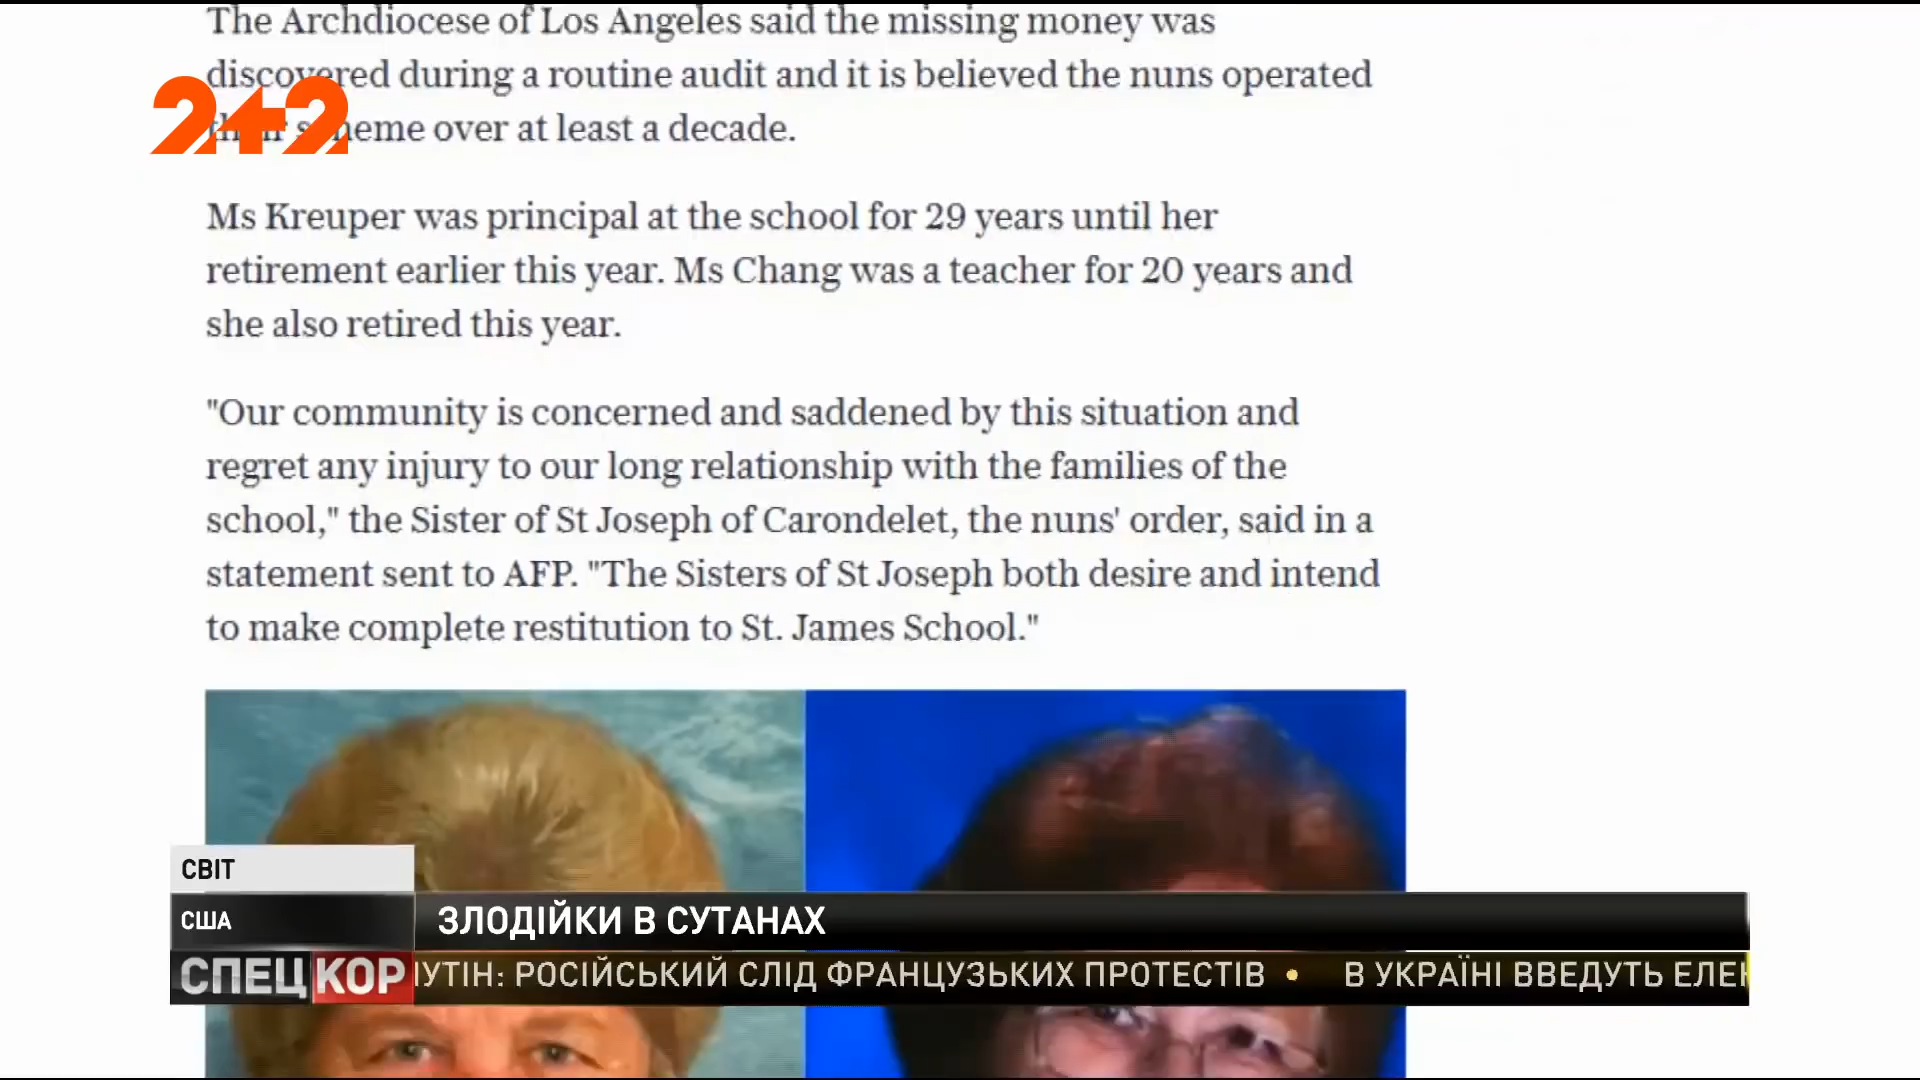 The Archdiocese of Los Angeles said the missing money was
discovered during a routine audit and it is believed the nuns operated
their scheme over at least a decade.
2+2
Ms Kreuper was principal at the school for 29 years until her
retirement earlier this year. Ms Chang was a teacher for 20 years and
she also retired this year.
"Our community is concerned and saddened by this situation and
regret any injury to our long relationship with the families of the
school," the Sister of St Joseph of Carondelet, the nuns' order, said in a
statement sent to AFP. "The Sisters of St Joseph both desire and intend
to make complete restitution to St. James School."
СВІТ
США
ЗЛОДІЙКИ В СУТАНАХ
СПЕЦКОР
УТІН: РОСІЙСЬКИЙ СЛІД ФРАНЦУЗЬКИХ ПРОТЕСТІВ • В УКРАЇНІ ВВЕДУТЬ ЕЛЕК